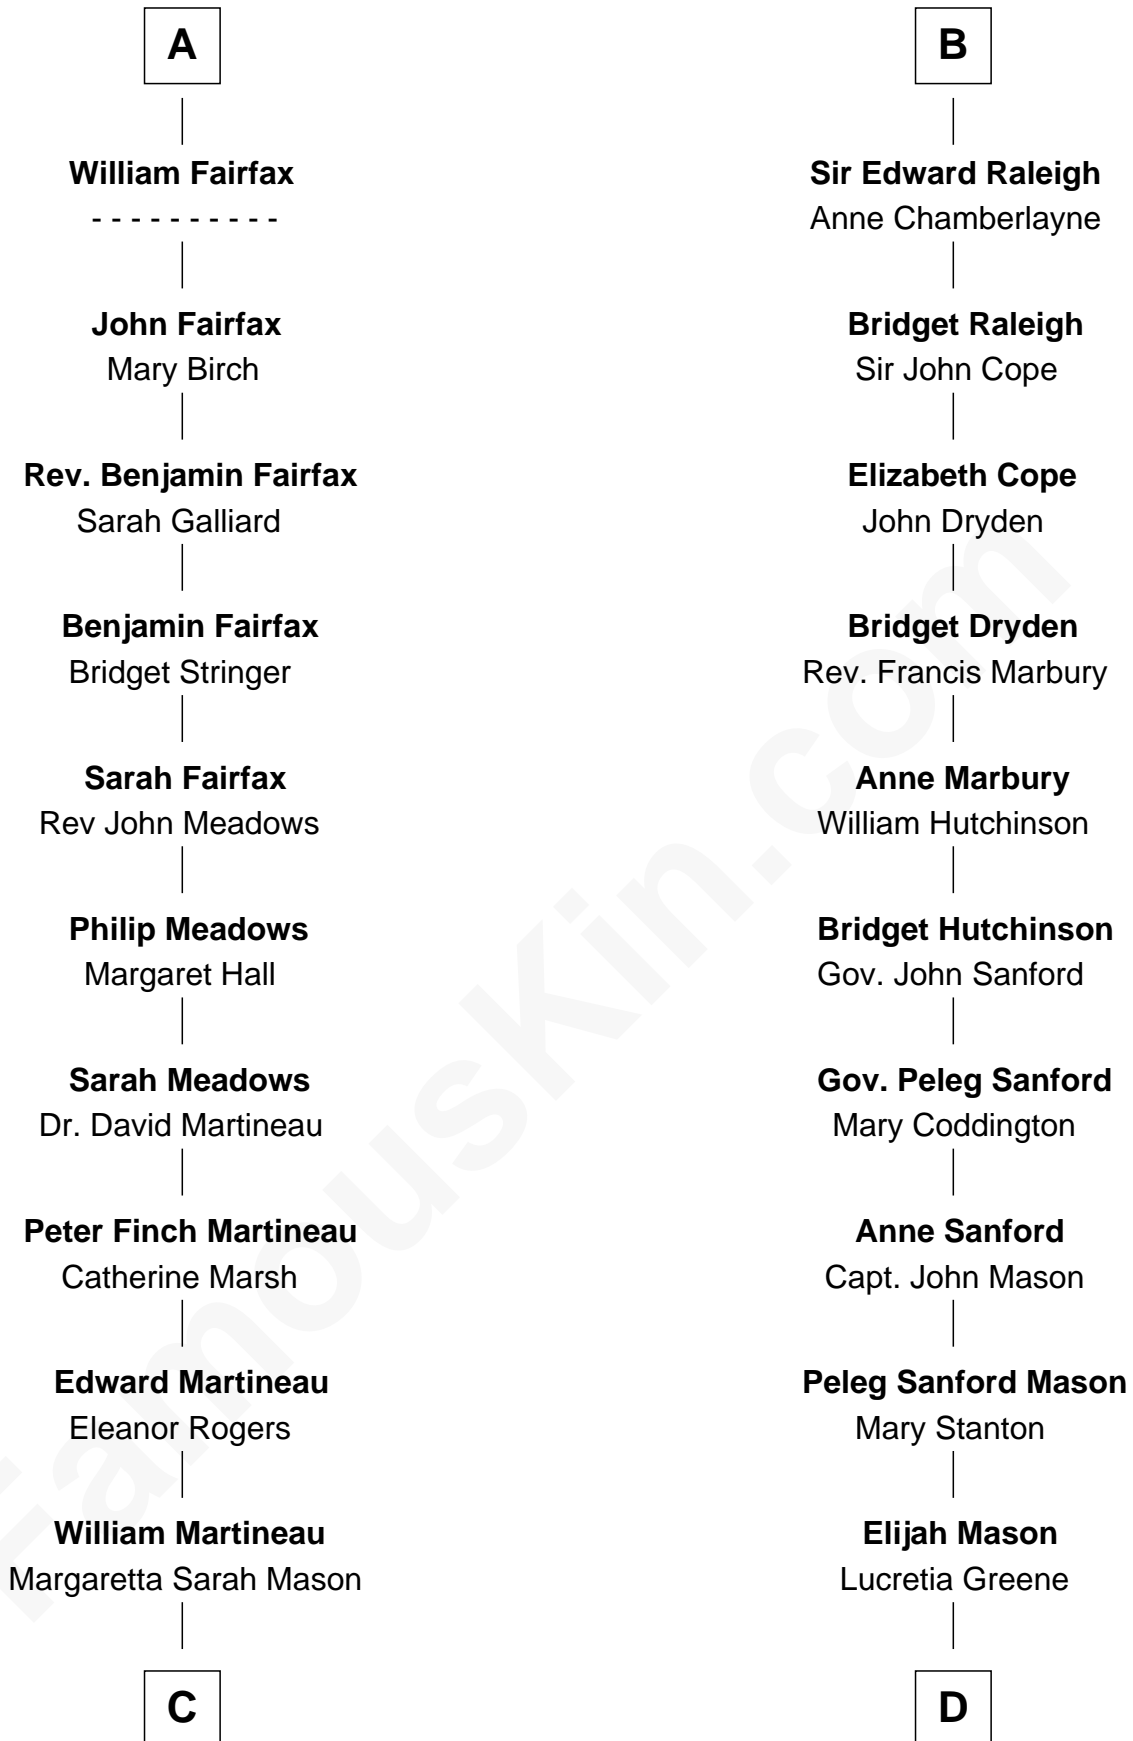 A
William Fairfax
- - - - - - - - - -
John Fairfax
Mary Birch
Rev. Benjamin Fairfax
Sarah Galliard
Benjamin Fairfax
Bridget Stringer
Sarah Fairfax
Rev John Meadows
Philip Meadows
Margaret Hall
Sarah Meadows
Dr. David Martineau
Peter Finch Martineau
Catherine Marsh
Edward Martineau
Eleanor Rogers
William Martineau
Margaretta Sarah Mason
C
B
Sir Edward Raleigh
Anne Chamberlayne
Bridget Raleigh
Sir John Cope
Elizabeth Cope
John Dryden
Bridget Dryden
Rev. Francis Marbury
Anne Marbury
William Hutchinson
Bridget Hutchinson
Gov. John Sanford
Gov. Peleg Sanford
Mary Coddington
Anne Sanford
Capt. John Mason
Peleg Sanford Mason
Mary Stanton
Elijah Mason
Lucretia Greene
D
FamousKin.com